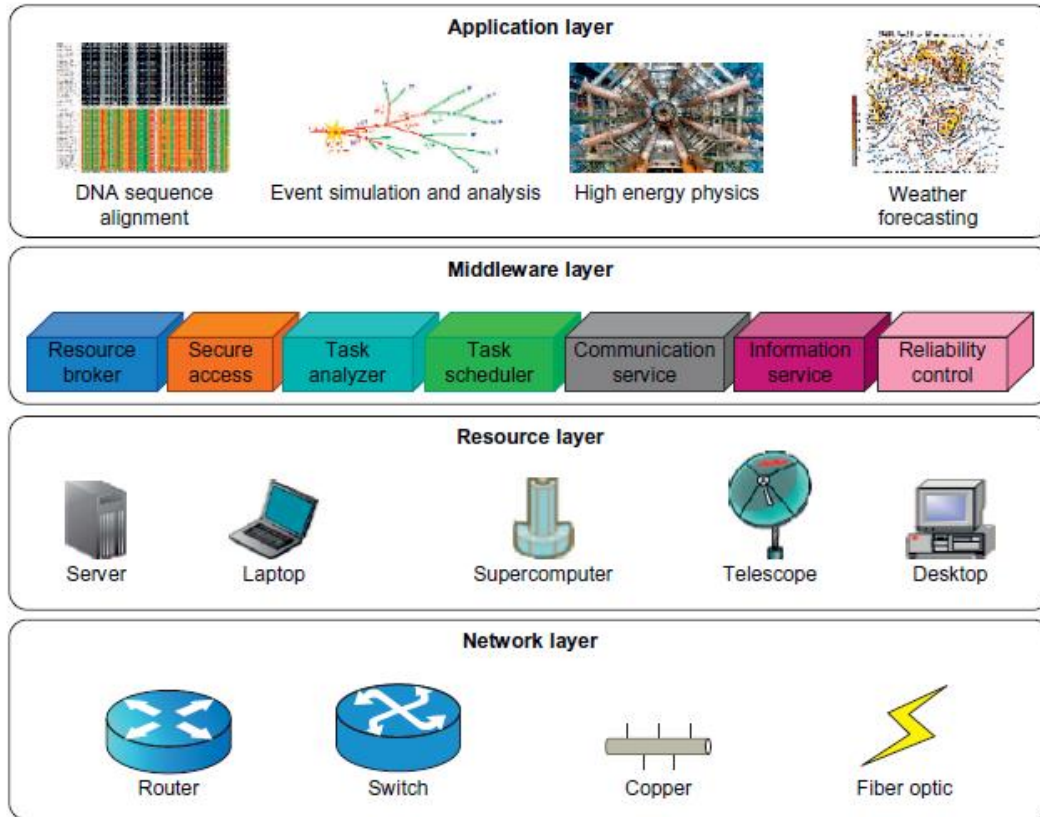 Application layer
DNA sequence
alignment
Event simulation and analysis
High energy physics
Weather
forecasting
Middleware layer
Resource
broker
Secure
access
Task
analyzer
Task
scheduler
Communication
service
Information
service
Reliability
control
Resource layer
Server
Laptop
Supercomputer
Telescope
Desktop
Network layer
Router
Switch
Copper
Fiber optic